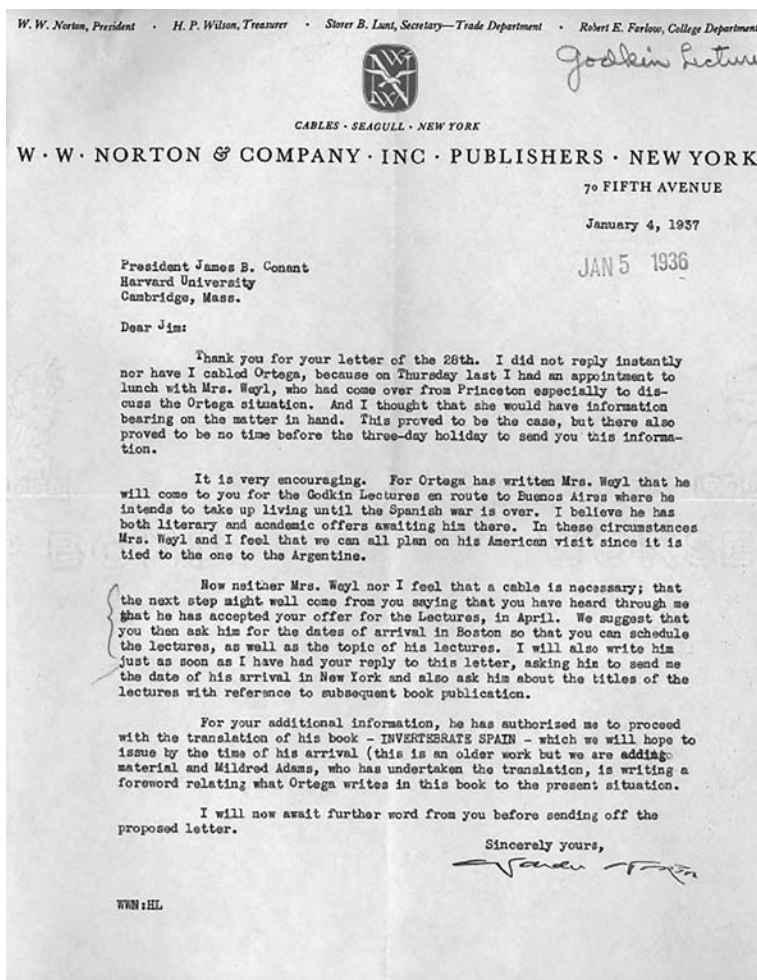 W. W. Norton, President · H. P. Wilson, Treasurer · Storer B. Lunt, Secretary—Trade Department · Robert E. Farlow, College Department
Godkin Lecture
CABLES · SEAGULL · NEW YORK
W · W · NORTON & COMPANY · INC · PUBLISHERS · NEW YORK
70 FIFTH AVENUE
January 4, 1937
JAN 5 1936
President James B. Conant
Harvard University
Cambridge, Mass.
Dear Jim:
Thank you for your letter of the 28th. I did not reply instantly
nor have I cabled Ortega, because on Thursday last I had an appointment to
lunch with Mrs. Weyl, who had come over from Princeton especially to dis-
cuss the Ortega situation. And I thought that she would have information
bearing on the matter in hand. This proved to be the case, but there also
proved to be no time before the three-day holiday to send you this informa-
tion.
It is very encouraging. For Ortega has written Mrs. Weyl that he
will come to you for the Godkin Lectures en route to Buenos Aires where he
intends to take up living until the Spanish war is over. I believe he has
both literary and academic offers awaiting him there. In these circumstances
Mrs. Weyl and I feel that we can all plan on his American visit since it is
tied to the one to the Argentine.
Now neither Mrs. Weyl nor I feel that a cable is necessary; that
the next step might well come from you saying that you have heard through me
that he has accepted your offer for the Lectures, in April. We suggest that
you then ask him for the dates of arrival in Boston so that you can schedule
the lectures, as well as the topic of his lectures. I will also write him
just as soon as I have had your reply to this letter, asking him to send me
the date of his arrival in New York and also ask him about the titles of the
lectures with reference to subsequent book publication.
For your additional information, he has authorized me to proceed
with the translation of his book - INVERTEBRATE SPAIN - which we will hope to
issue by the time of his arrival (this is an older work but we are adding
material and Mildred Adams, who has undertaken the translation, is writing a
foreword relating what Ortega writes in this book to the present situation.
I will now await further word from you before sending off the
proposed letter.
Sincerely yours,
Warder Norton
WWN:HL